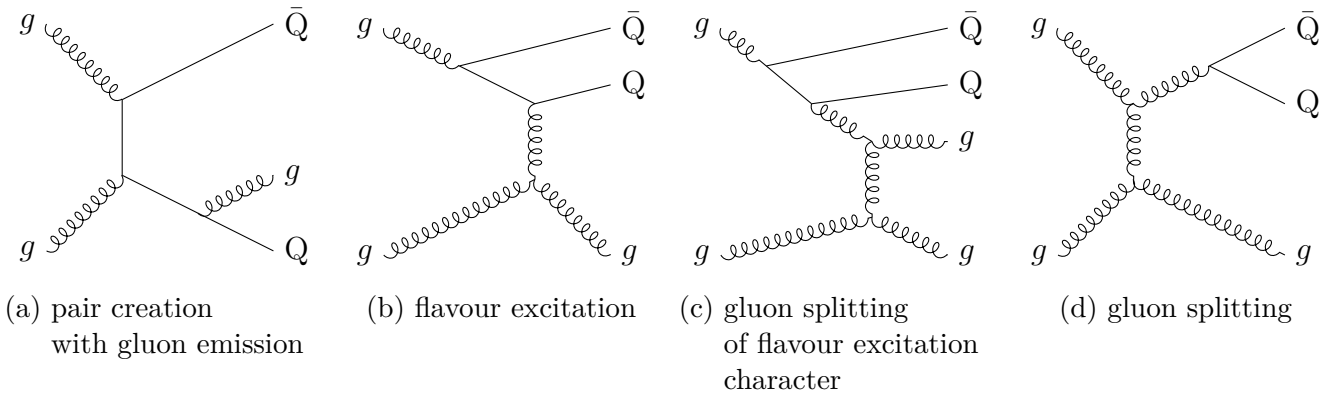 g
Q̄
g
g
Q
(a) pair creation
with gluon emission
g
Q̄
Q
g
g
(b) flavour excitation
g
Q̄
Q
g
g
g
(c) gluon splitting
of flavour excitation
character
g
Q̄
Q
g
g
(d) gluon splitting